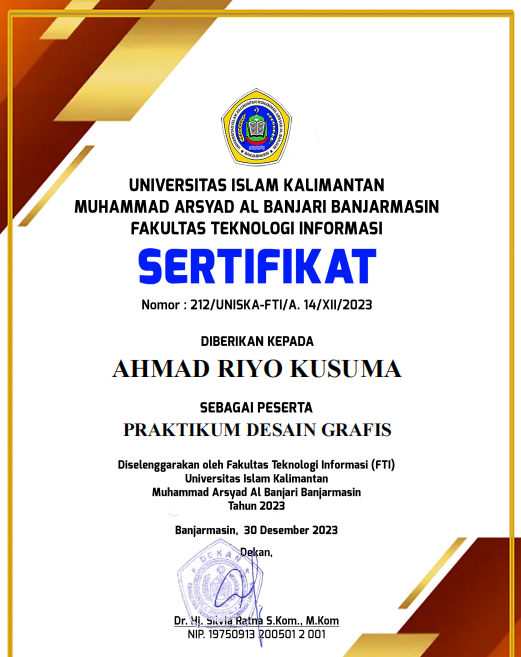 UNIVERSITAS ISLAM KALIMANTAN
MUHAMMAD ARSYAD AL BANJARI BANJARMASIN
FAKULTAS TEKNOLOGI INFORMASI
SERTIFIKAT
Nomor : 212/UNISKA-FTI/A. 14/XII/2023
DIBERIKAN KEPADA
AHMAD RIYO KUSUMA
SEBAGAI PESERTA
PRAKTIKUM DESAIN GRAFIS
Diselenggarakan oleh Fakultas Teknologi Informasi (FTI)
Universitas Islam Kalimantan
Muhammad Arsyad Al Banjari Banjarmasin
Tahun 2023
Banjarmasin, 30 Desember 2023
Dekan,
DEKAN
Dr. Hj. Silvia Ratna S.Kom., M.Kom
NIP. 19750913 200501 2 001